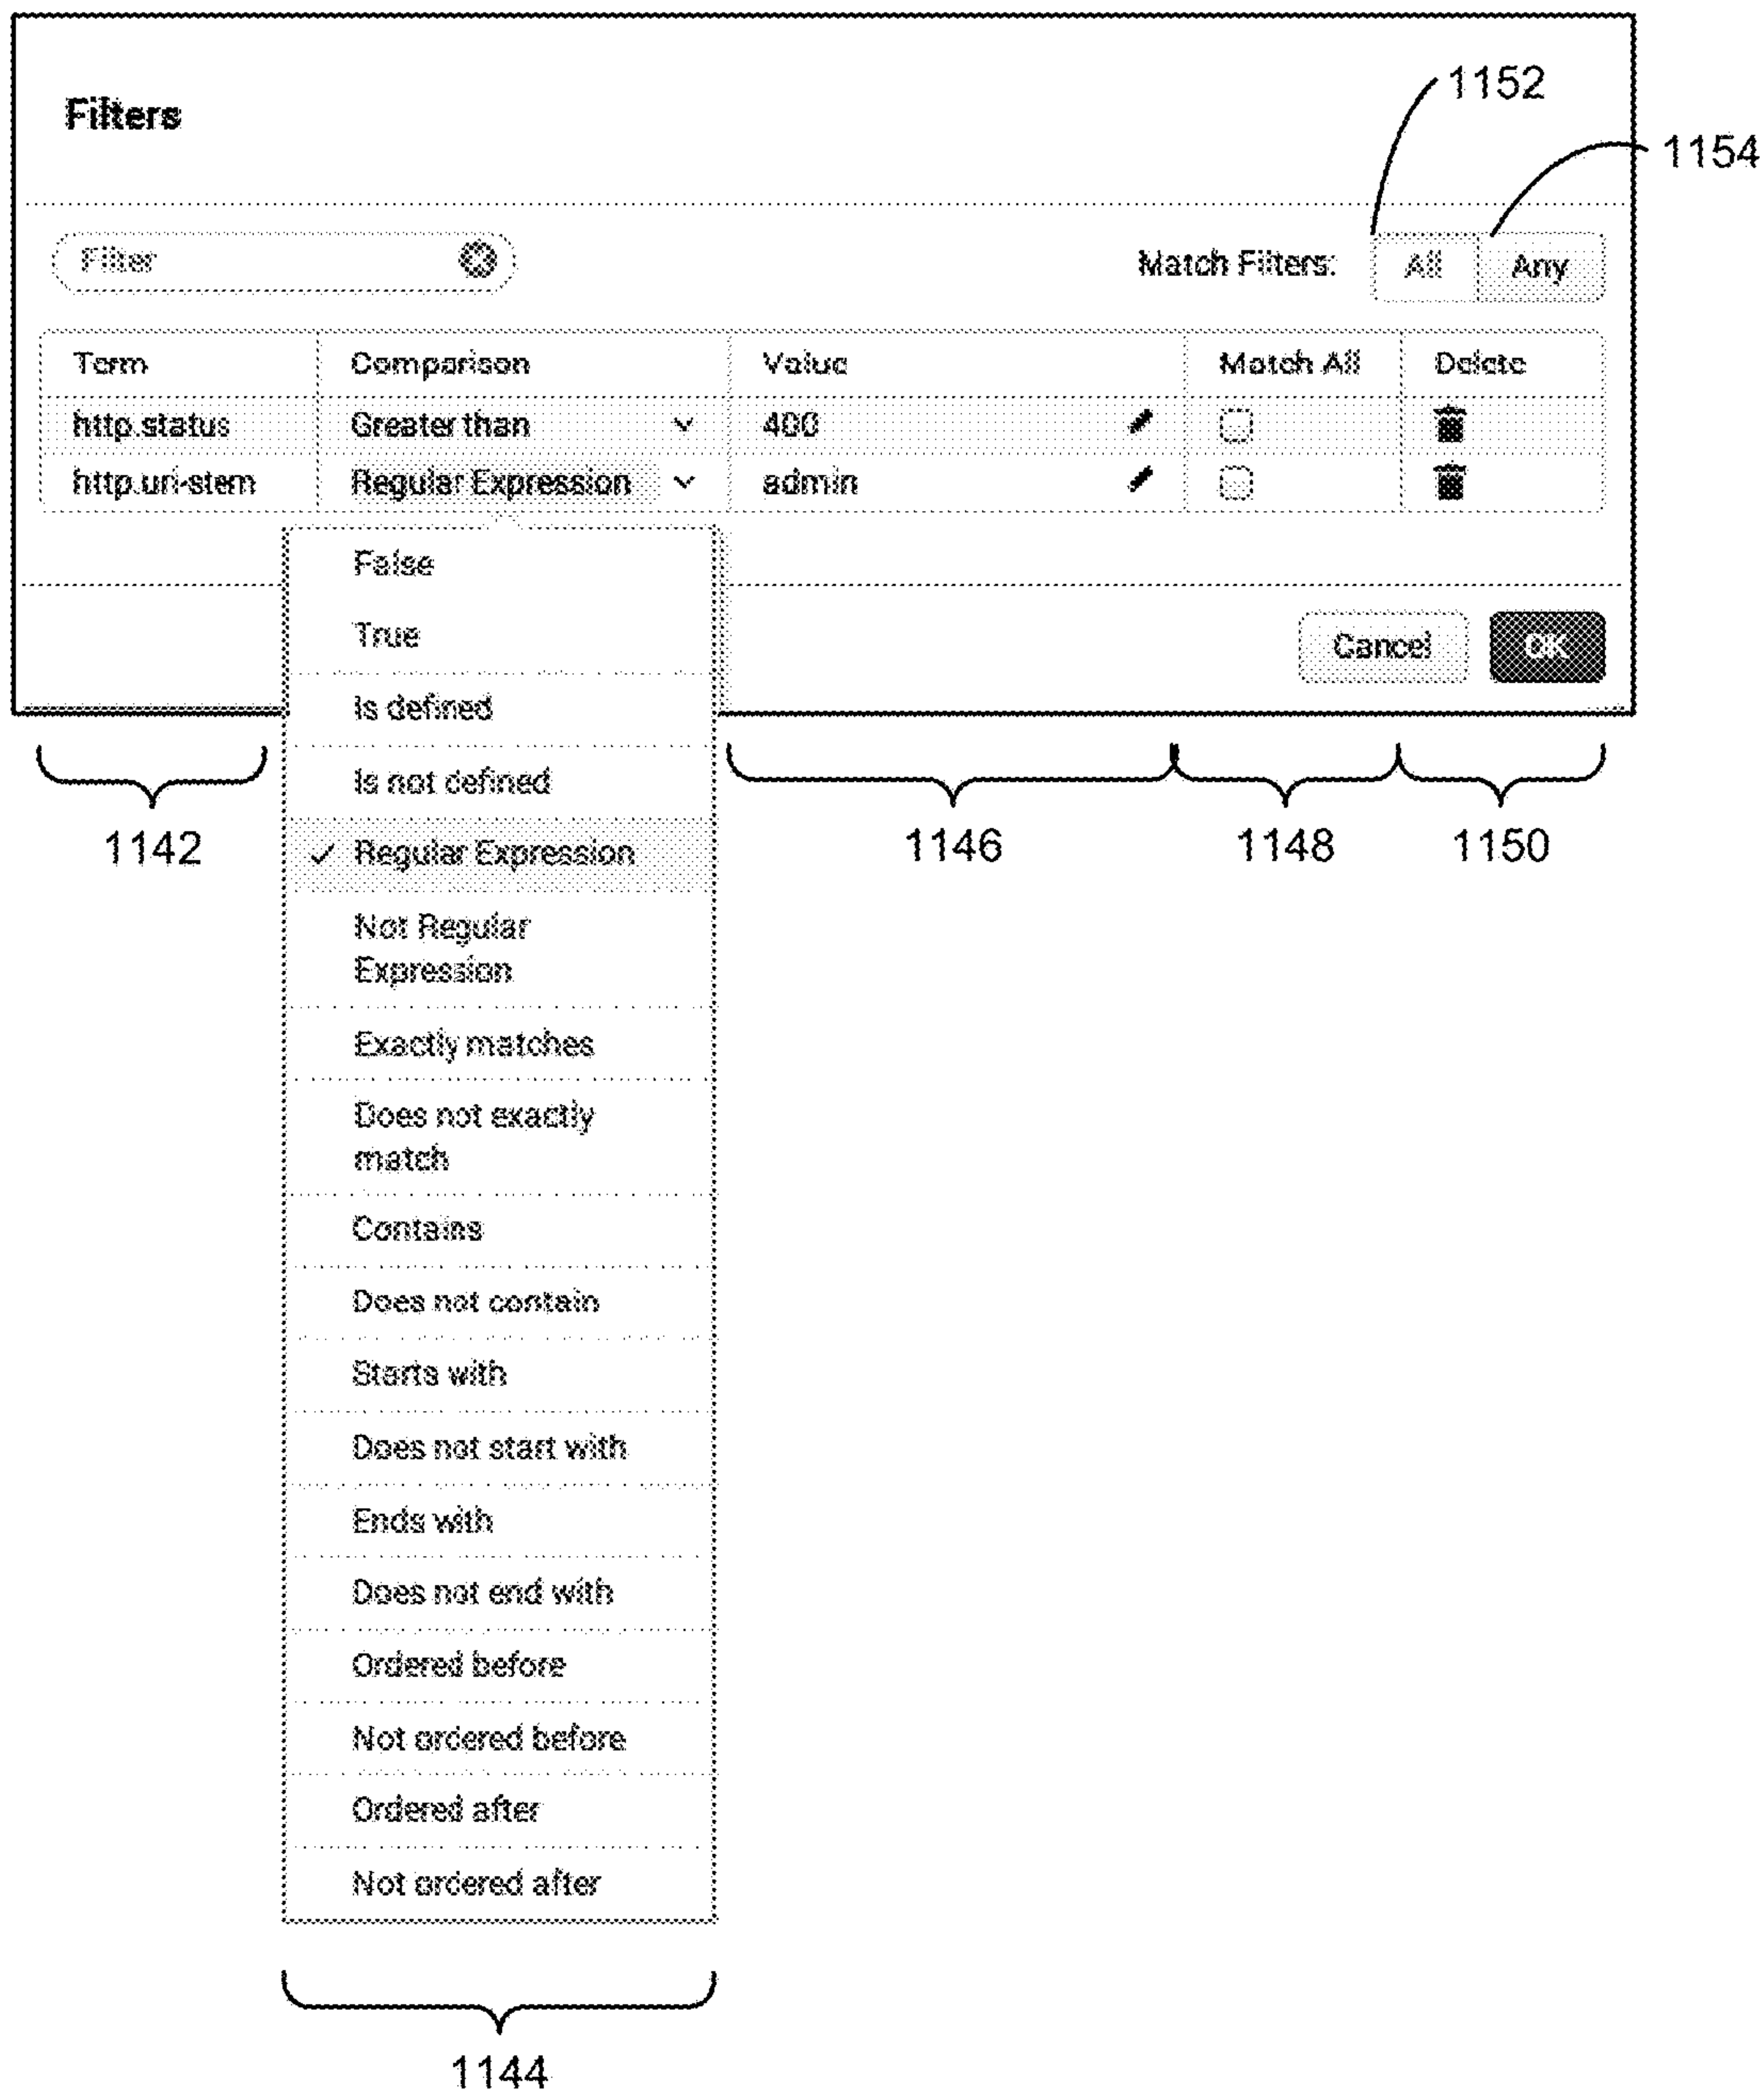 1152
1154
Filters
Filter
Match Filters: All Any
Term Comparison Value Match All Delete
http.status Greater than 400
http.uri-stem Regular Expression admin
False
True
Is defined
Is not defined
Regular Expression
Not Regular
Expression
Exactly matches
Does not exactly
match
Contains
Does not contain
Starts with
Does not start with
Ends with
Does not end with
Ordered before
Not ordered before
Ordered after
Not ordered after
Cancel OK
1142
1146
1148
1150
1144